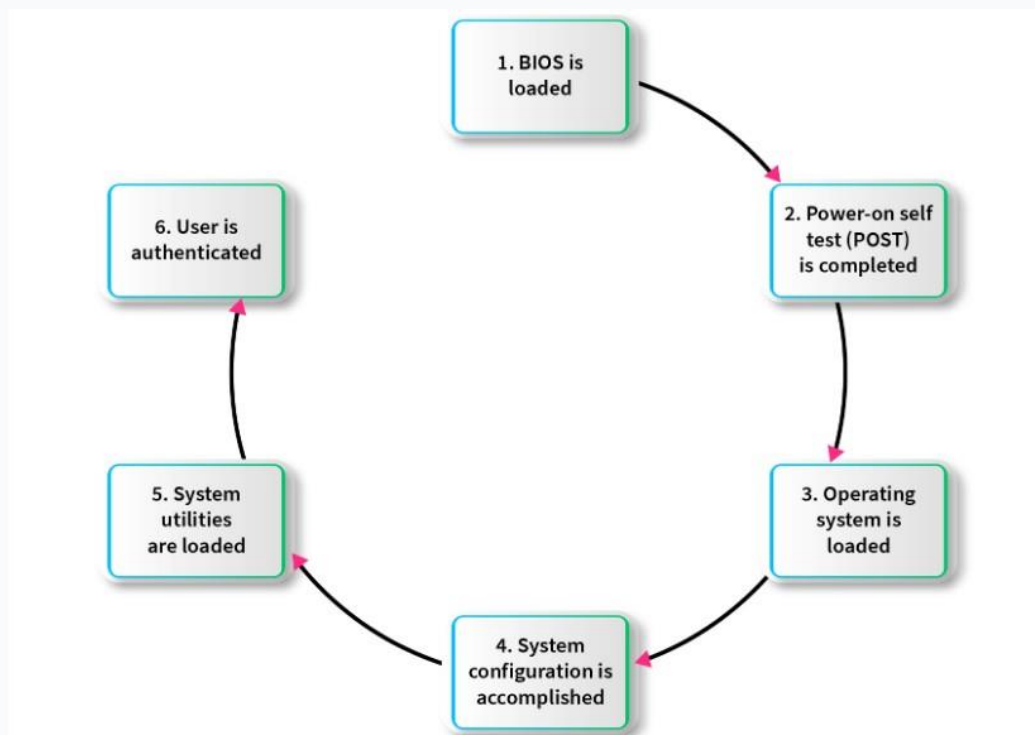 1. BIOS is
loaded
2. Power-on self
test (POST)
is completed
3. Operating
system is
loaded
4. System
configuration is
accomplished
5. System
utilities
are loaded
6. User is
authenticated